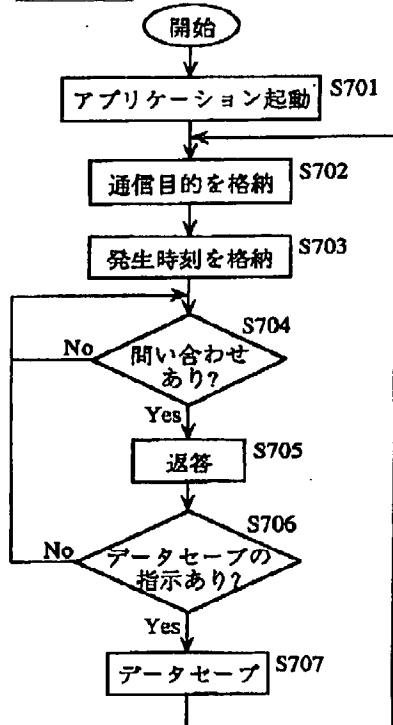 開始
アプリケーション起動 S701
通信目的を格納 S702
発生時刻を格納 S703
S704
No
問い合わせ
あり?
Yes
返答 S705
S706
No
データセーブの
指示あり?
Yes
データセーブ S707